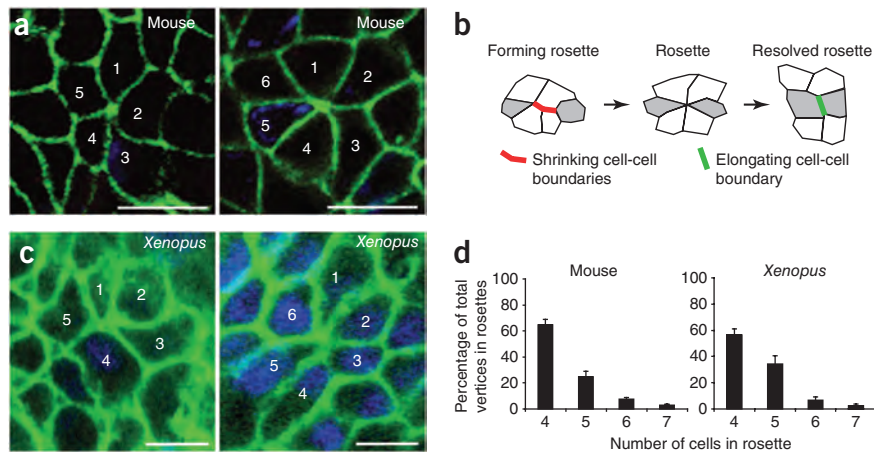 a
Mouse
1
5
2
4
3
Mouse
6
1
2
5
4
3
b
Forming rosette
Rosette
Resolved rosette
Shrinking cell-cell
boundaries
Elongating cell-cell
boundary
c
Xenopus
1
2
5
3
4
Xenopus
1
6
2
5
3
4
d
Mouse
Percentage of total
vertices in rosettes
100
80
60
40
20
0
4 5 6 7
Xenopus
100
80
60
40
20
0
4 5 6 7
Number of cells in rosette